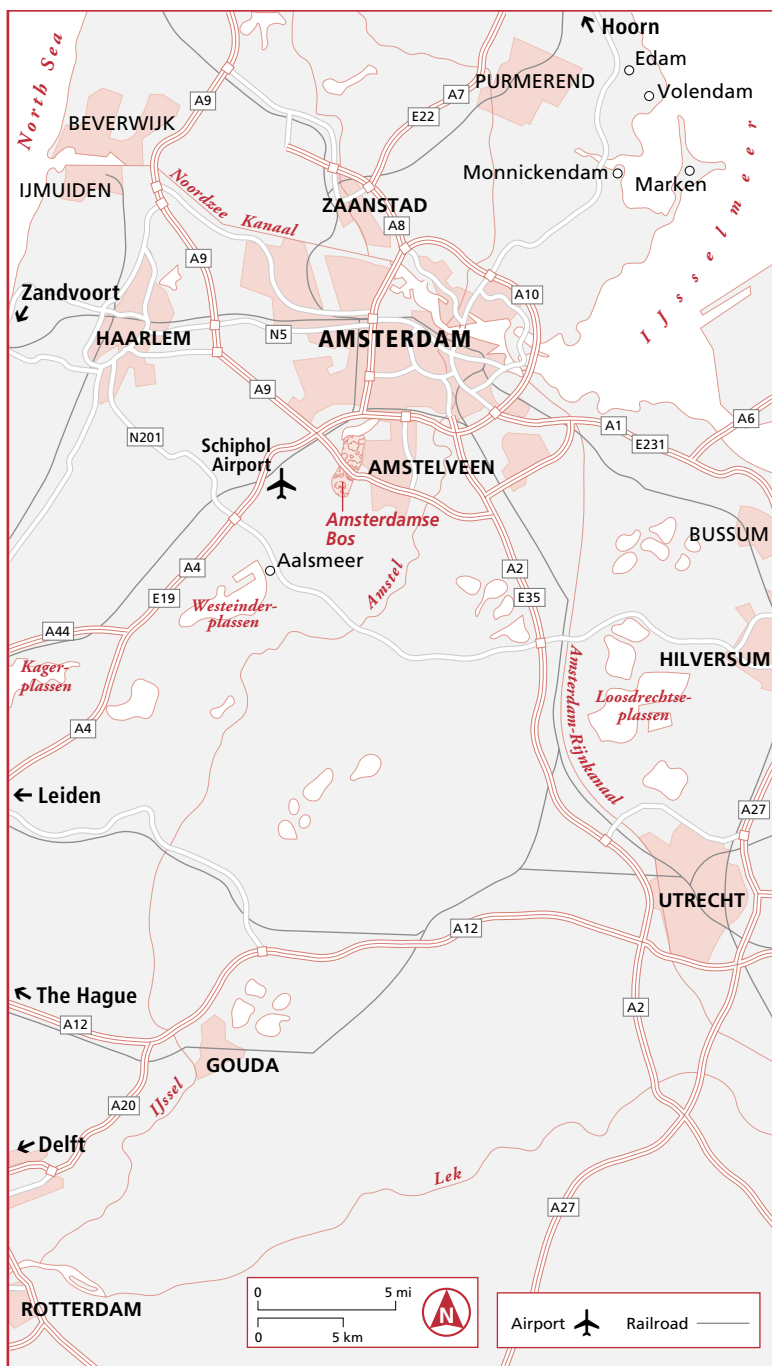 Hoorn
Edam
Volendam
North Sea
A9
A7
PURMEREND
E22
BEVERWIJK
Monnickendam
Marken
IJMUIDEN
Noordzee Kanaal
ZAANSTAD
A8
IJsselmeer
A9
Zandvoort
A10
HAARLEM
N5
AMSTERDAM
A9
A6
A1
N201
E231
Schiphol
Airport
AMSTELVEEN
Amsterdamse
Bos
BUSSUM
Aalsmeer
A4
A2
Amstel
E19
E35
Westeinder-
plassen
A44
Kager-
plassen
HILVERSUM
Amsterdam-Rijnkanaal
Loosdrechtse-
plassen
A4
Leiden
A27
UTRECHT
A12
The Hague
A12
A2
GOUDA
A20
IJssel
Delft
Lek
A27
ROTTERDAM
0 5 mi
0 5 km
N
Airport
Railroad